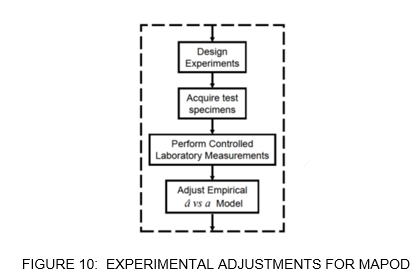 Design
Experiments
Acquire test
specimens
Perform Controlled
Laboratory Measurements
Adjust Empirical
â vs a Model
FIGURE 10: EXPERIMENTAL ADJUSTMENTS FOR MAPOD